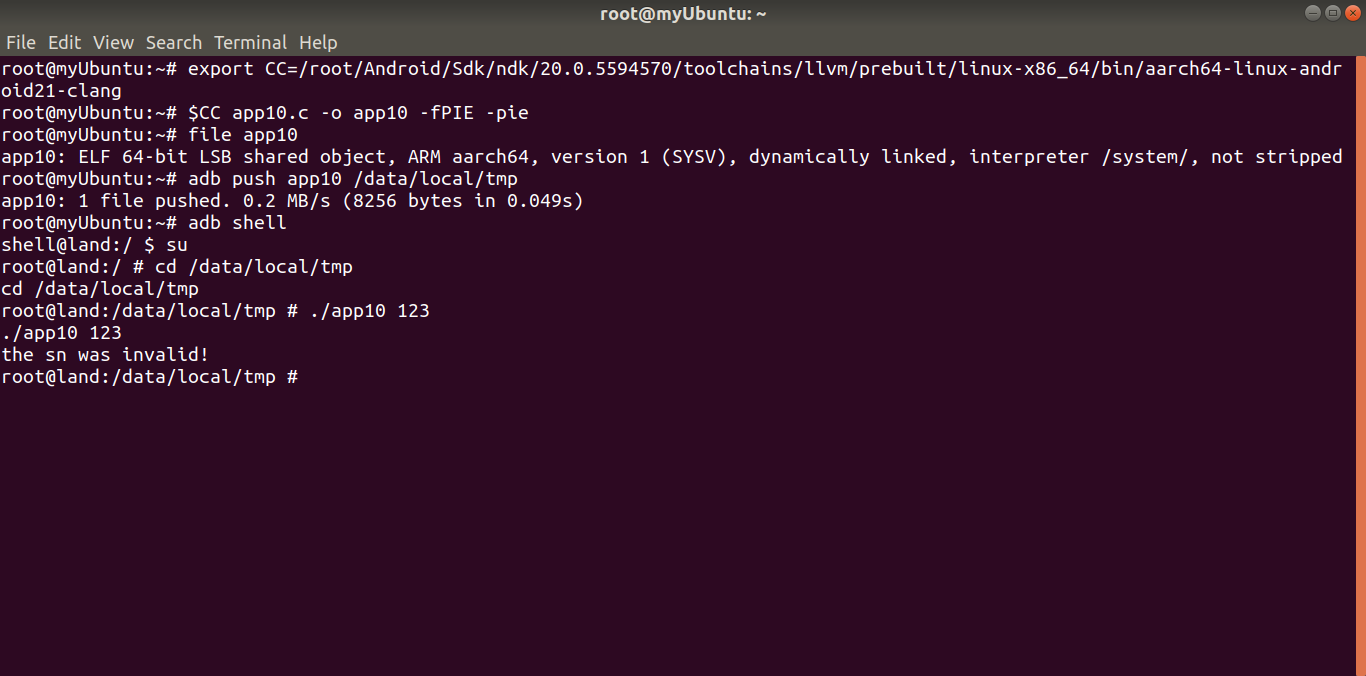 root@myUbuntu: ~
File Edit View Search Terminal Help
root@myUbuntu:~# export CC=/root/Android/Sdk/ndk/20.0.5594570/toolchains/llvm/prebuilt/linux-x86_64/bin/aarch64-linux-andr
oid21-clang
root@myUbuntu:~# $CC app10.c -o app10 -fPIE -pie
root@myUbuntu:~# file app10
app10: ELF 64-bit LSB shared object, ARM aarch64, version 1 (SYSV), dynamically linked, interpreter /system/, not stripped
root@myUbuntu:~# adb push app10 /data/local/tmp
app10: 1 file pushed. 0.2 MB/s (8256 bytes in 0.049s)
root@myUbuntu:~# adb shell
shell@land:/ $ su
root@land:/ # cd /data/local/tmp
cd /data/local/tmp
root@land:/data/local/tmp # ./app10 123
./app10 123
the sn was invalid!
root@land:/data/local/tmp #